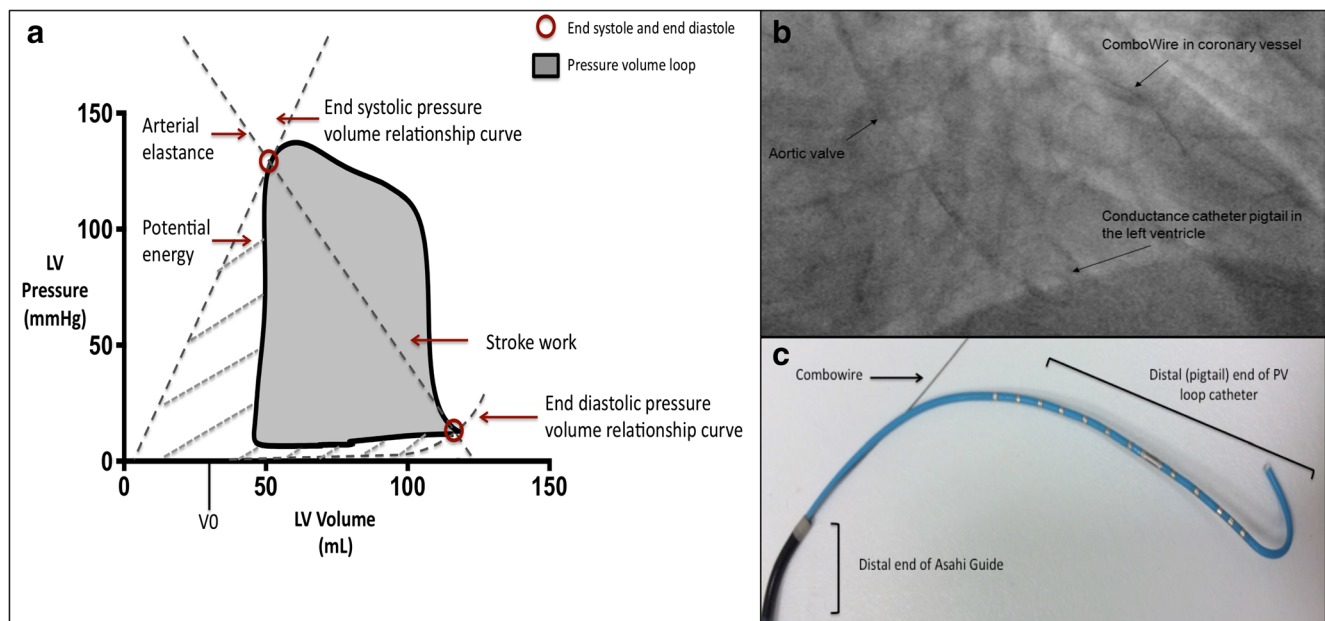 a
End systole and end diastole
Pressure volume loop
End systolic pressure
volume relationship curve
Arterial
elastance
Potential
energy
Stroke work
End diastolic pressure
volume relationship curve
150
100
50
0
LV
Pressure
(mmHg)
0
50
100
150
V0
LV Volume
(mL)
b
ComboWire in coronary vessel
Aortic valve
Conductance catheter pigtail in
the left ventricle
c
Combowire
Distal (pigtail) end of PV
loop catheter
Distal end of Asahi Guide